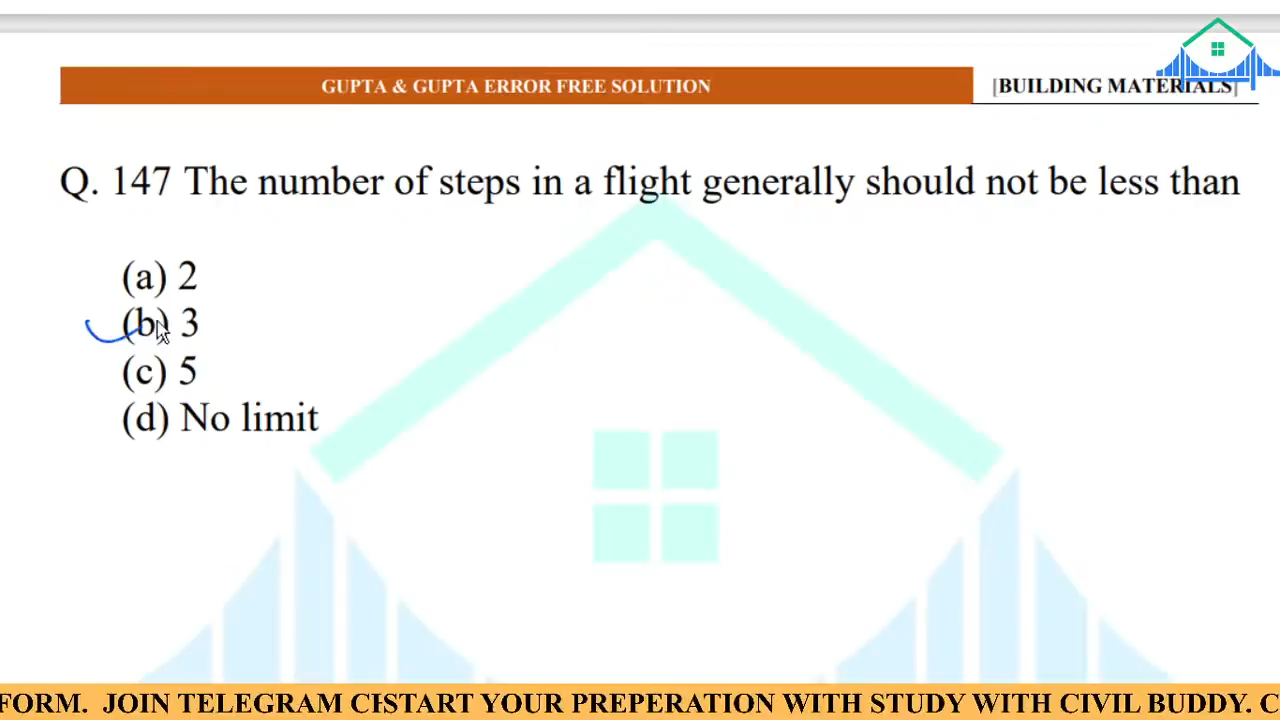 GUPTA & GUPTA ERROR FREE SOLUTION
[BUILDING MATERIALS]
Q. 147 The number of steps in a flight generally should not be less than
(a) 2
(b) 3
(c) 5
(d) No limit
FORM. JOIN TELEGRAM CISTART YOUR PREPERATION WITH STUDY WITH CIVIL BUDDY. C